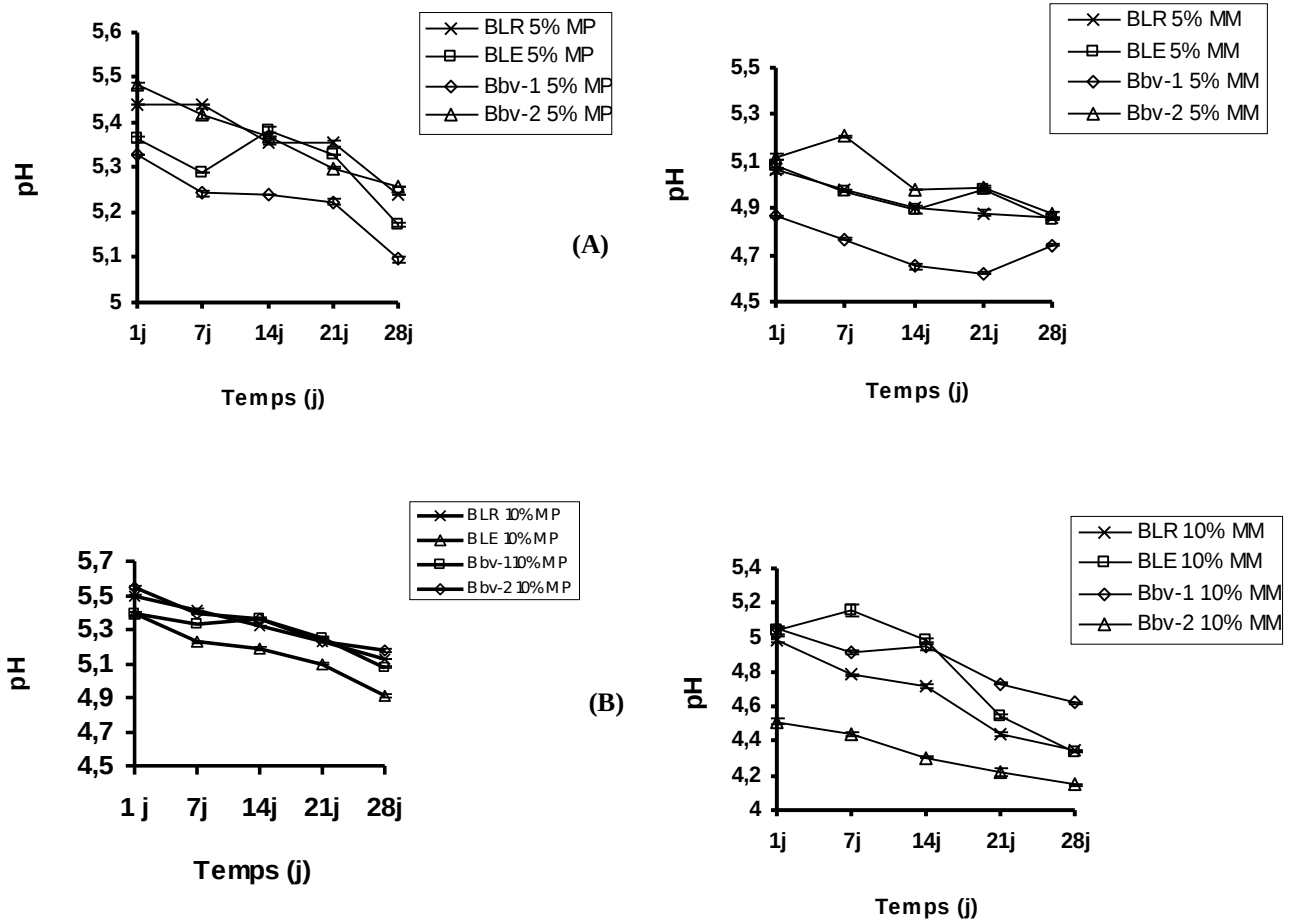 5,6
5,5
5,4
5,3
5,2
5,1
5
pH
1j 7j 14j 21j 28j
Temps (j)
BLR 5% MP
BLE 5% MP
Bbv-1 5% MP
Bbv-2 5% MP
(A)
5,5
5,3
5,1
4,9
4,7
4,5
pH
1j 7j 14j 21j 28j
Temps (j)
BLR 5% MM
BLE 5% MM
Bbv-1 5% MM
Bbv-2 5% MM
5,7
5,5
5,3
5,1
4,9
4,7
4,5
pH
1 j 7j 14j 21j 28j
Temps (j)
BLR 10% MP
BLE 10% MP
Bbv-1 10% MP
Bbv-2 10% MP
(B)
5,4
5,2
5
4,8
4,6
4,4
4,2
4
pH
1j 7j 14j 21j 28j
Temps (j)
BLR 10% MM
BLE 10% MM
Bbv-1 10% MM
Bbv-2 10% MM